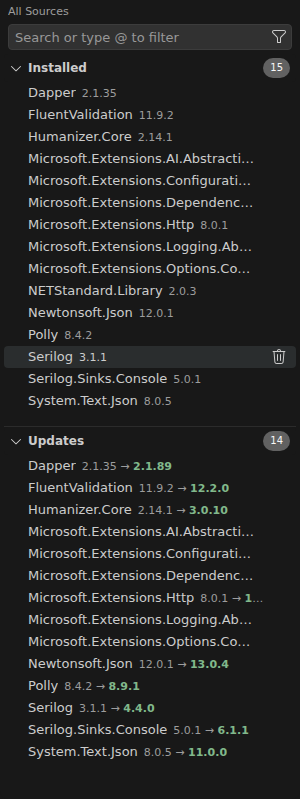 All Sources
Search or type @ to filter
Installed 15
Dapper 2.1.35
FluentValidation 11.9.2
Humanizer.Core 2.14.1
Microsoft.Extensions.AI.Abstracti...
Microsoft.Extensions.Configurati...
Microsoft.Extensions.Dependenc...
Microsoft.Extensions.Http 8.0.1
Microsoft.Extensions.Logging.Ab...
Microsoft.Extensions.Options.Co...
NETStandard.Library 2.0.3
Newtonsoft.Json 12.0.1
Polly 8.4.2
Serilog 3.1.1
Serilog.Sinks.Console 5.0.1
System.Text.Json 8.0.5
Updates 14
Dapper 2.1.35 → 2.1.89
FluentValidation 11.9.2 → 12.2.0
Humanizer.Core 2.14.1 → 3.0.10
Microsoft.Extensions.AI.Abstracti...
Microsoft.Extensions.Configurati...
Microsoft.Extensions.Dependenc...
Microsoft.Extensions.Http 8.0.1 → 1...
Microsoft.Extensions.Logging.Ab...
Microsoft.Extensions.Options.Co...
Newtonsoft.Json 12.0.1 → 13.0.4
Polly 8.4.2 → 8.9.1
Serilog 3.1.1 → 4.4.0
Serilog.Sinks.Console 5.0.1 → 6.1.1
System.Text.Json 8.0.5 → 11.0.0